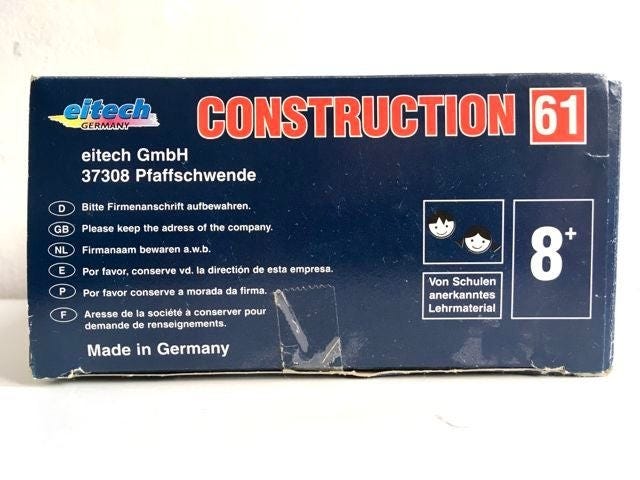 eitech
GERMANY
CONSTRUCTION 61
eitech GmbH
37308 Pfaffschwende
D Bitte Firmenanschrift aufbewahren.
GB Please keep the adress of the company.
NL Firmanaam bewaren a.w.b.
E Por favor, conserve vd. la direción de esta empresa.
P Por favor conserve a morada da firma.
F Aresse de la société à conserver pour
demande de renseignements.
Made in Germany
Von Schulen
anerkanntes
Lehrmaterial
8+